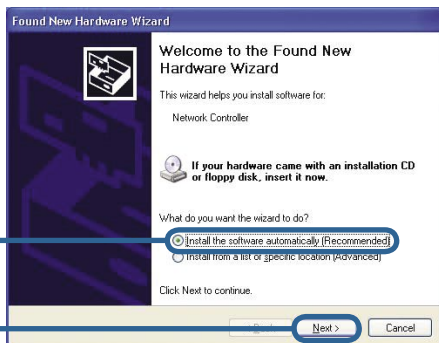 Found New Hardware Wizard
Welcome to the Found New
Hardware Wizard
This wizard helps you install software for:
Network Controller
If your hardware came with an installation CD
or floppy disk, insert it now.
What do you want the wizard to do?
Install the software automatically (Recommended)
Install from a list or specific location (Advanced)
Click Next to continue.
< Back
Next >
Cancel